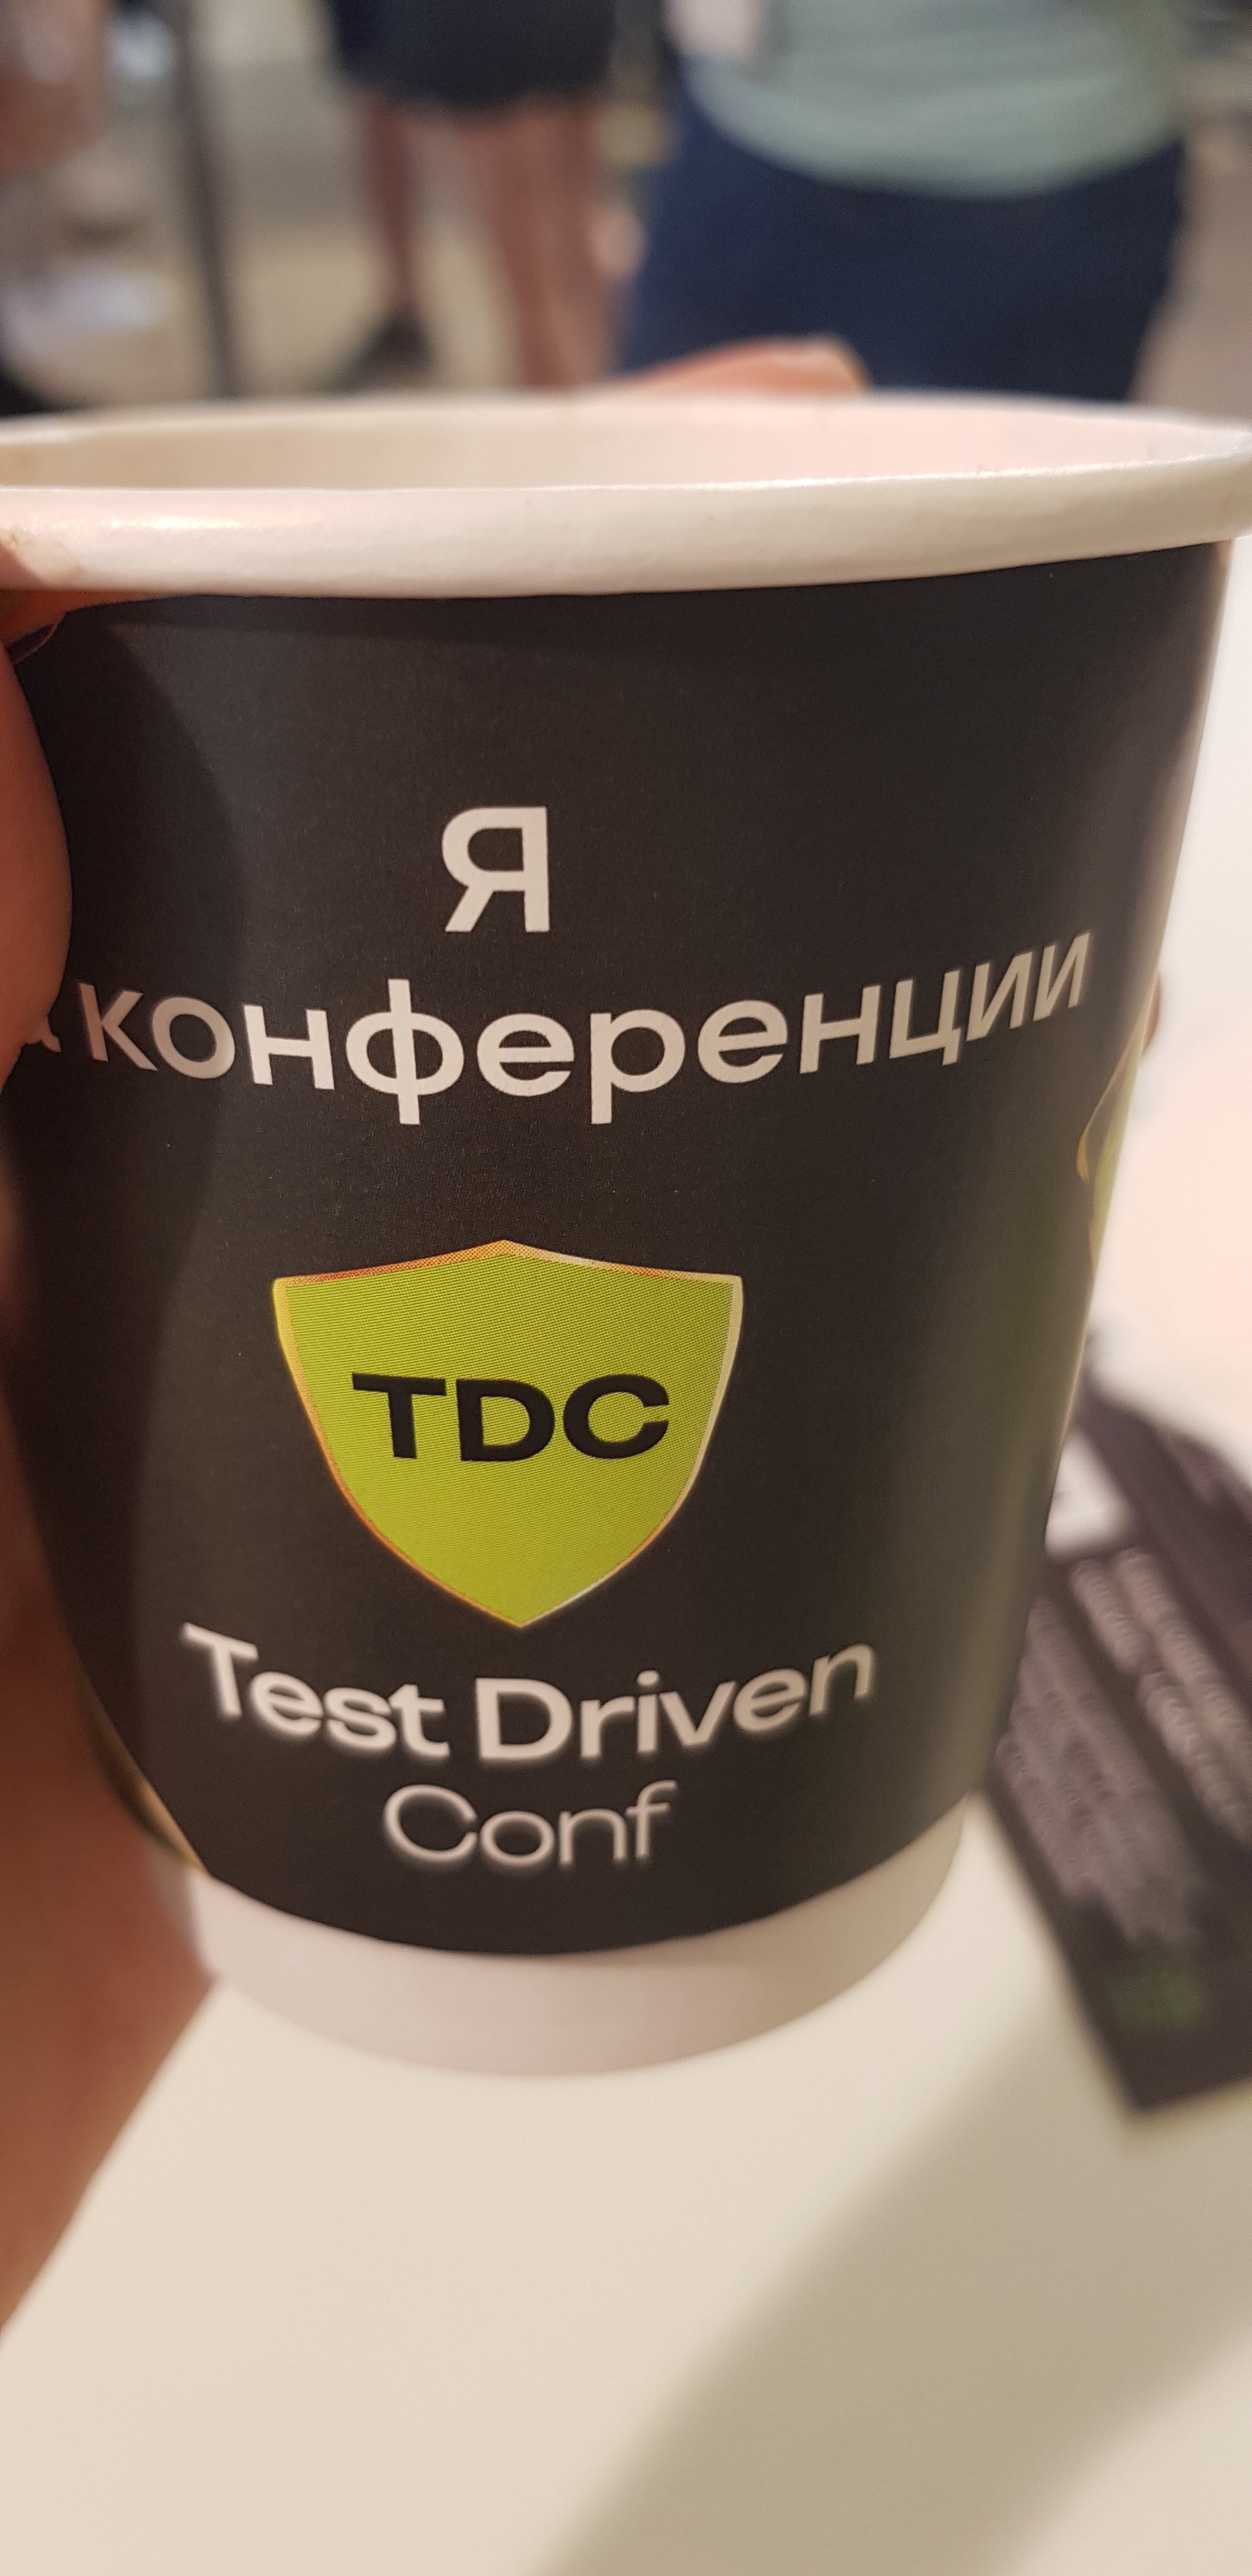 Я
конференции
TDC
Test Driven
Conf